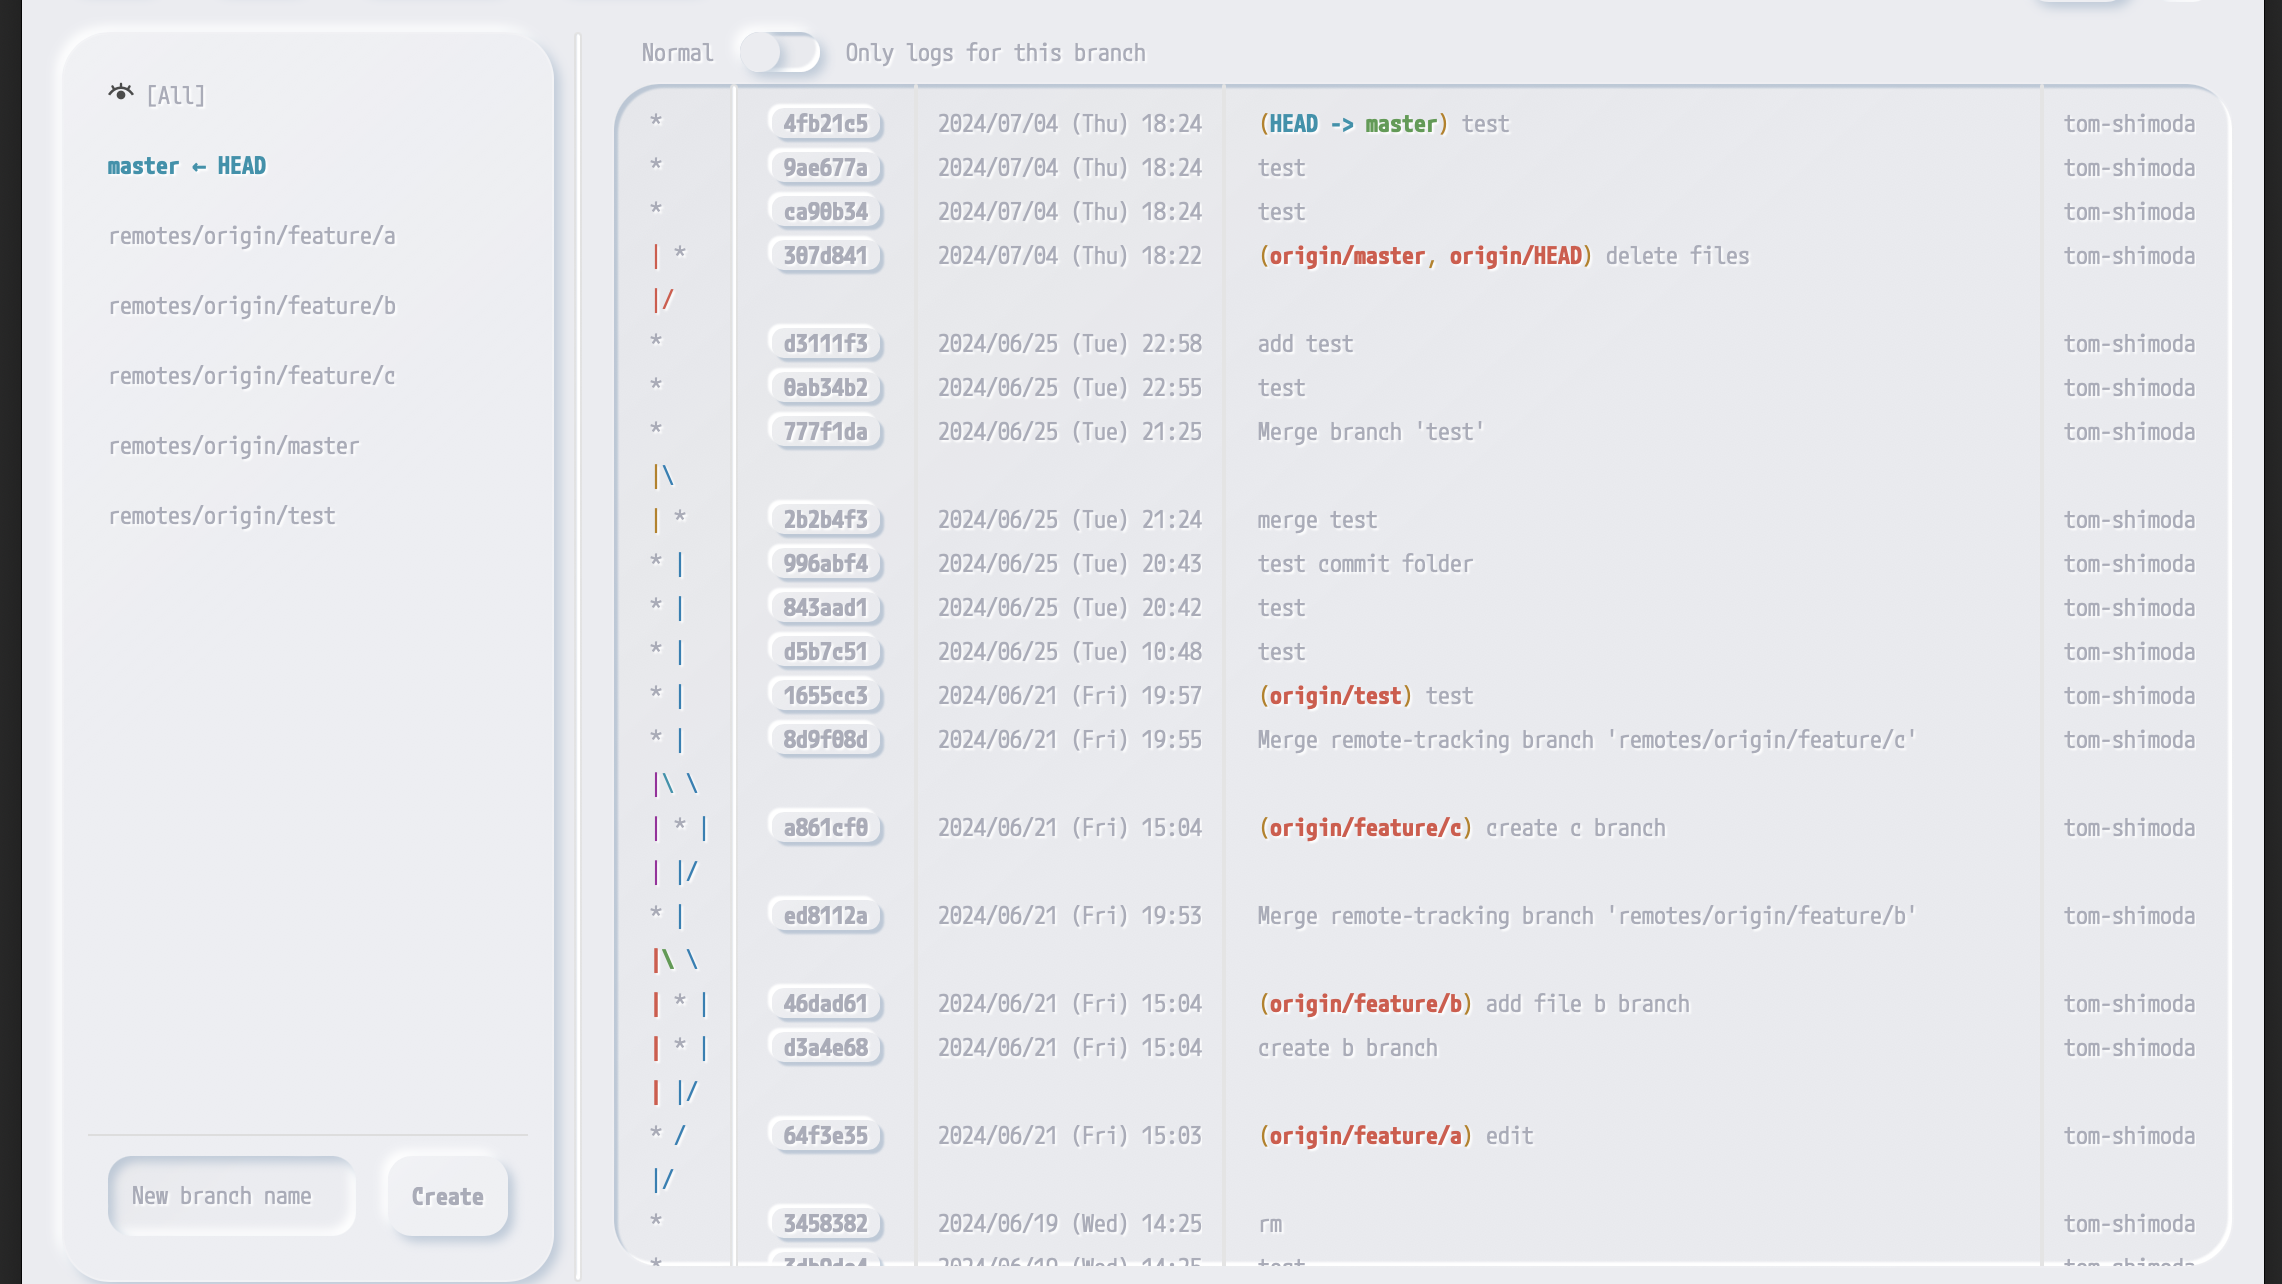 Normal Only logs for this branch
[All]
master ← HEAD
remotes/origin/feature/a
remotes/origin/feature/b
remotes/origin/feature/c
remotes/origin/master
remotes/origin/test
New branch name
Create
* 4fb21c5 2024/07/04 (Thu) 18:24 (HEAD -> master) test tom-shimoda
* 9ae677a 2024/07/04 (Thu) 18:24 test tom-shimoda
* ca90b34 2024/07/04 (Thu) 18:24 test tom-shimoda
| * 307d841 2024/07/04 (Thu) 18:22 (origin/master, origin/HEAD) delete files tom-shimoda
|/
* d3111f3 2024/06/25 (Tue) 22:58 add test tom-shimoda
* 0ab34b2 2024/06/25 (Tue) 22:55 test tom-shimoda
* 777f1da 2024/06/25 (Tue) 21:25 Merge branch 'test' tom-shimoda
|\
| * 2b2b4f3 2024/06/25 (Tue) 21:24 merge test tom-shimoda
* | 996abf4 2024/06/25 (Tue) 20:43 test commit folder tom-shimoda
* | 843aad1 2024/06/25 (Tue) 20:42 test tom-shimoda
* | d5b7c51 2024/06/25 (Tue) 10:48 test tom-shimoda
* | 1655cc3 2024/06/21 (Fri) 19:57 (origin/test) test tom-shimoda
* | 8d9f08d 2024/06/21 (Fri) 19:55 Merge remote-tracking branch 'remotes/origin/feature/c' tom-shimoda
|\ \
| * | a861cf0 2024/06/21 (Fri) 15:04 (origin/feature/c) create c branch tom-shimoda
| |/
* | ed8112a 2024/06/21 (Fri) 19:53 Merge remote-tracking branch 'remotes/origin/feature/b' tom-shimoda
|\ \
| * | 46dad61 2024/06/21 (Fri) 15:04 (origin/feature/b) add file b branch tom-shimoda
| * | d3a4e68 2024/06/21 (Fri) 15:04 create b branch tom-shimoda
| |/
* / 64f3e35 2024/06/21 (Fri) 15:03 (origin/feature/a) edit tom-shimoda
|/
* 3458382 2024/06/19 (Wed) 14:25 rm tom-shimoda
* 2024/06/19 (Wed) 14:25 test tom-shimoda